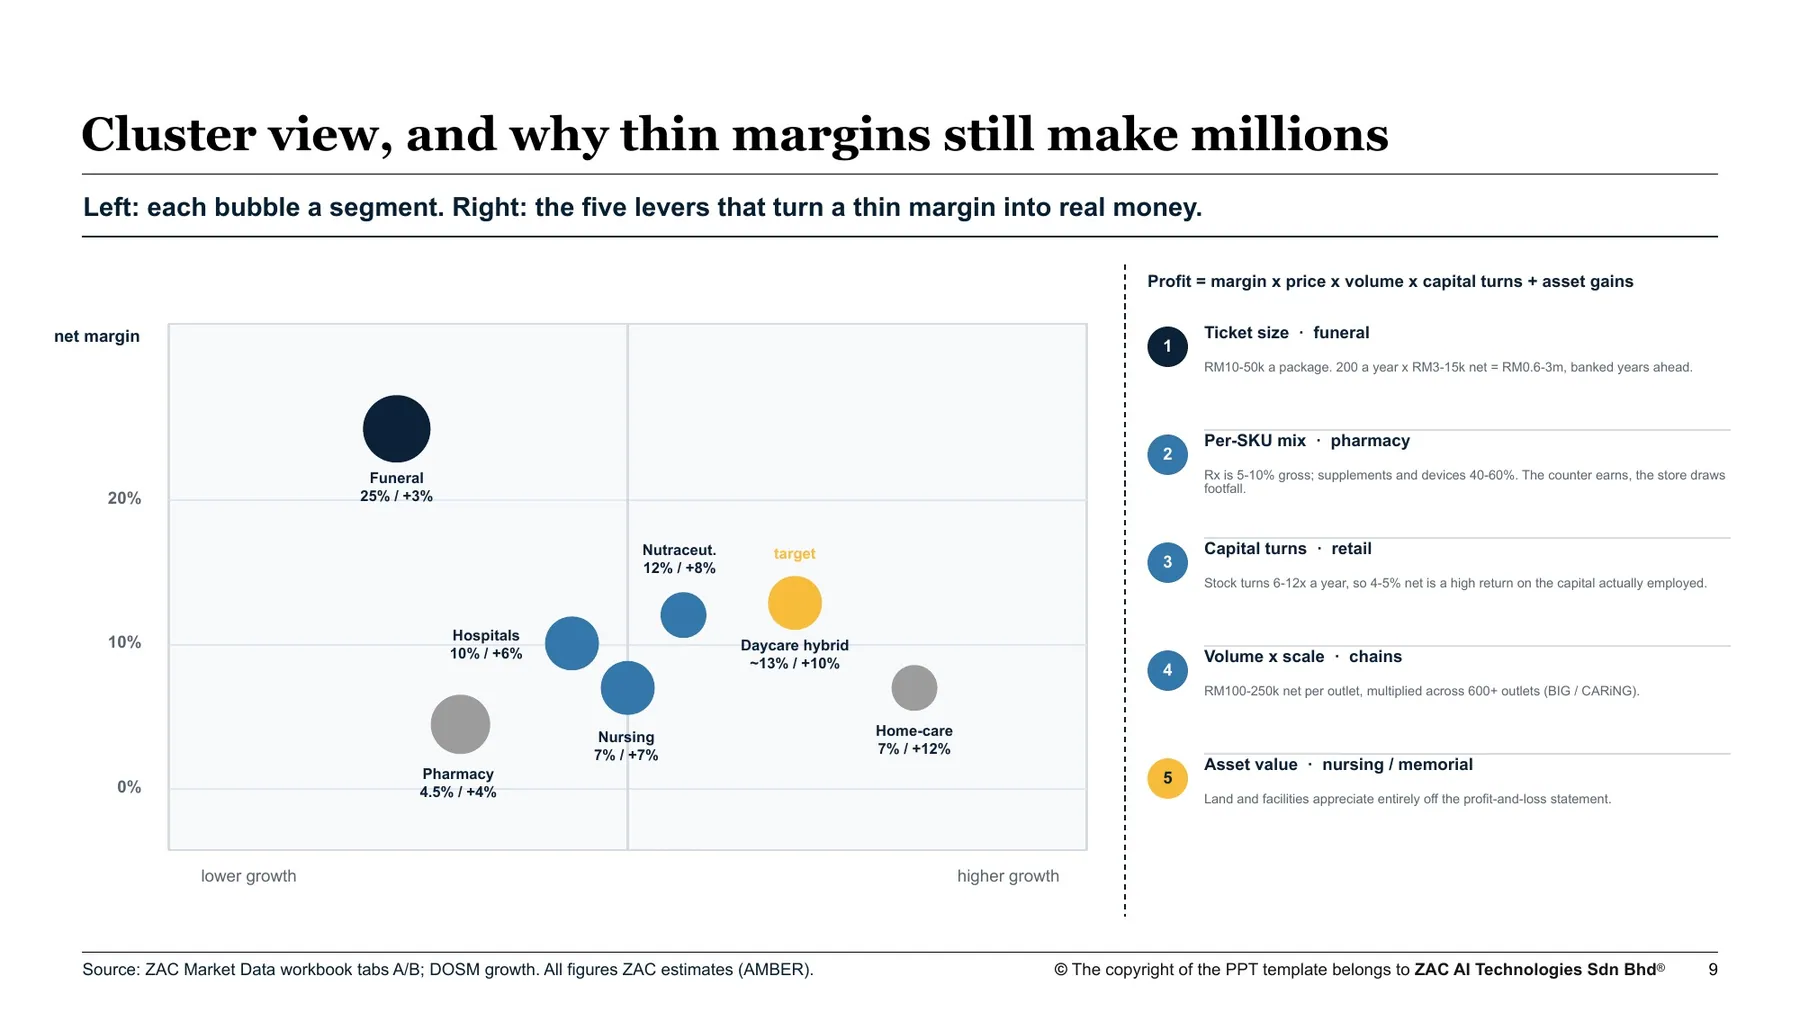 Cluster view, and why thin margins still make millions
Left: each bubble a segment. Right: the five levers that turn a thin margin into real money.
net margin
20%
10%
0%
Funeral
25% / +3%
Nutraceut.
12% / +8%
target
Daycare hybrid
~13% / +10%
Hospitals
10% / +6%
Nursing
7% / +7%
Home-care
7% / +12%
Pharmacy
4.5% / +4%
lower growth
higher growth
Profit = margin x price x volume x capital turns + asset gains
1
Ticket size · funeral
RM10-50k a package. 200 a year x RM3-15k net = RM0.6-3m, banked years ahead.
2
Per-SKU mix · pharmacy
Rx is 5-10% gross; supplements and devices 40-60%. The counter earns, the store draws
footfall.
3
Capital turns · retail
Stock turns 6-12x a year, so 4-5% net is a high return on the capital actually employed.
4
Volume x scale · chains
RM100-250k net per outlet, multiplied across 600+ outlets (BIG / CARiNG).
5
Asset value · nursing / memorial
Land and facilities appreciate entirely off the profit-and-loss statement.
Source: ZAC Market Data workbook tabs A/B; DOSM growth. All figures ZAC estimates (AMBER).
© The copyright of the PPT template belongs to ZAC AI Technologies Sdn Bhd®
9